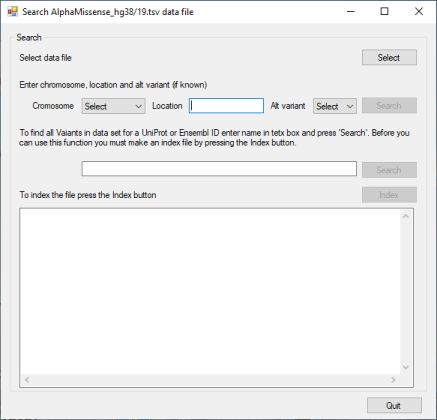 Search AlphaMissense_hg38/19.tsv data file
Search
Select data file Select
Enter chromosome, location and alt variant (if known)
Cromosome Select Location Alt variant Select Search
To find all Vaiants in data set for a UniProt or Ensembl ID enter name in tetx box and press 'Search'. Before you
can use this function you must make an index file by pressing the Index button.
Search
To index the file press the Index button Index
Quit